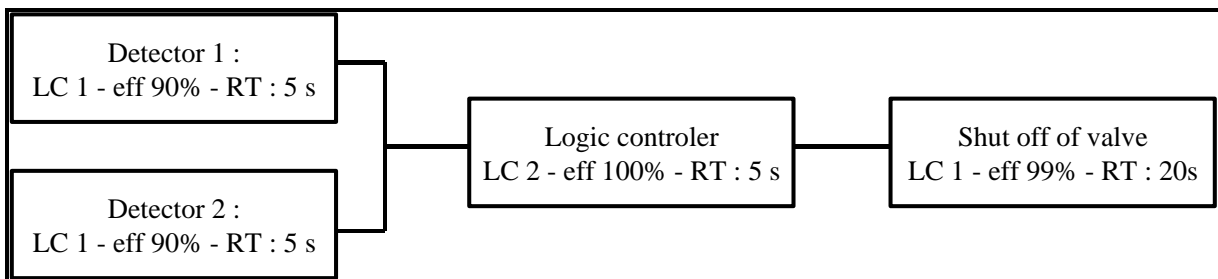 Detector 1 :
LC 1 - eff 90% - RT : 5 s
Detector 2 :
LC 1 - eff 90% - RT : 5 s
Logic controler
LC 2 - eff 100% - RT : 5 s
Shut off of valve
LC 1 - eff 99% - RT : 20s